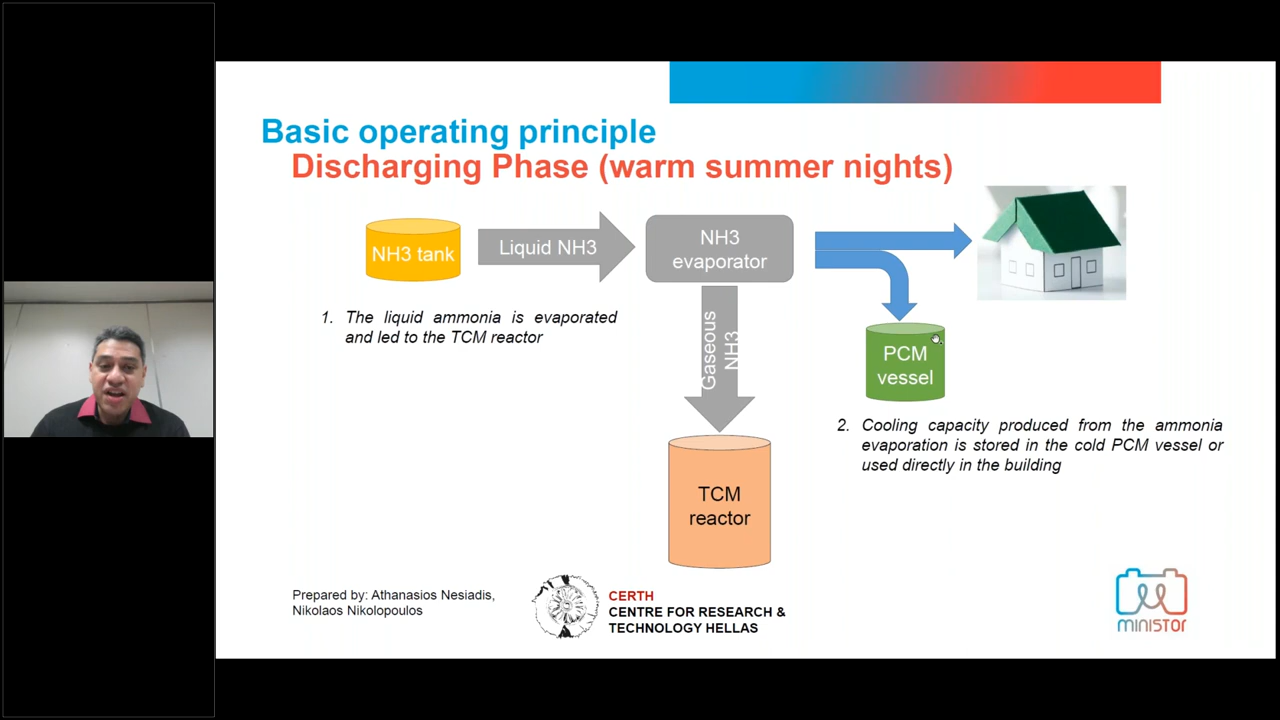 Basic operating principle
Discharging Phase (warm summer nights)
NH3 tank
Liquid NH3
NH3
evaporator
1. The liquid ammonia is evaporated
and led to the TCM reactor
Gaseous
NH3
PCM
vessel
2. Cooling capacity produced from the ammonia
evaporation is stored in the cold PCM vessel or
used directly in the building
TCM
reactor
Prepared by: Athanasios Nesiadis,
Nikolaos Nikolopoulos
CERTH
CENTRE FOR RESEARCH &
TECHNOLOGY HELLAS
MINISTOR